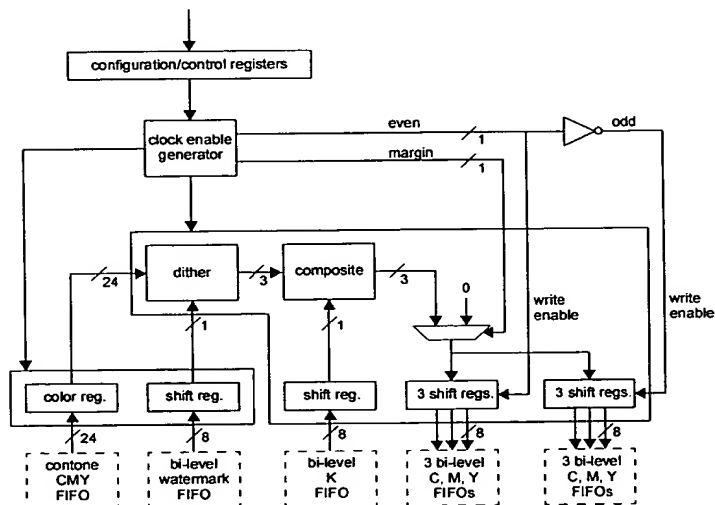 configuration/control registers
clock enable
generator
even
1
odd
margin
1
dither
composite
24
3
3
0
1
1
write
enable
write
enable
color reg.
shift reg.
shift reg.
3 shift regs.
3 shift regs.
24
8
8
8
8
contone
CMY
FIFO
bi-level
watermark
FIFO
bi-level
K
FIFO
3 bi-level
C, M, Y
FIFOs
3 bi-level
C, M, Y
FIFOs